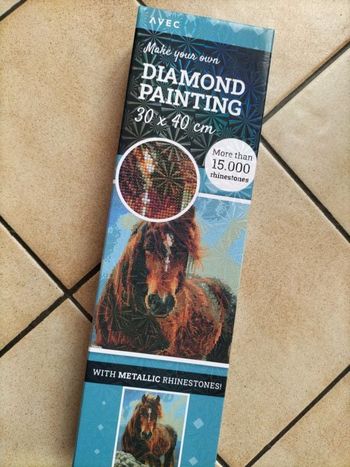 AVEC
Make your own
DIAMOND
PAINTING
30 x 40 cm
More than
15.000
rhinestones
WITH METALLIC RHINESTONES!